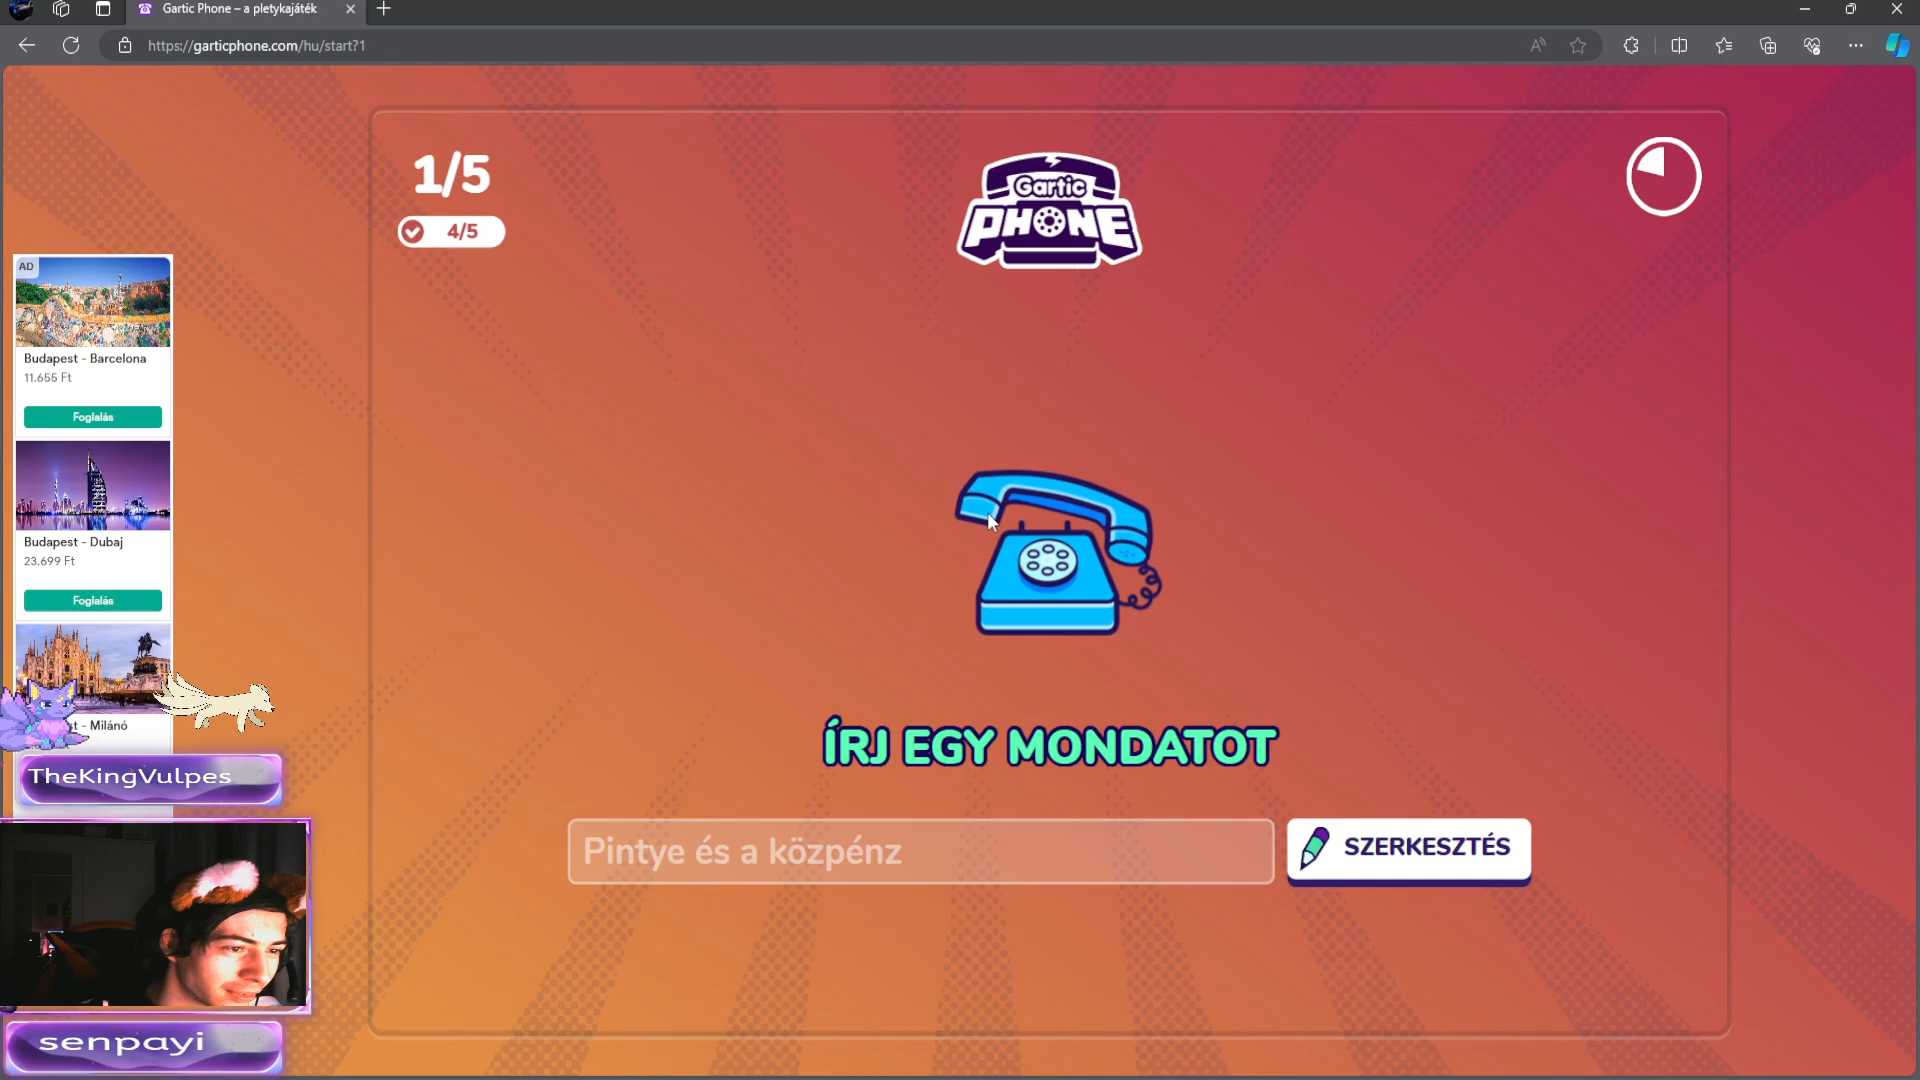 Gartic Phone – a pletykajáték
https://garticphone.com/hu/start?1
1/5
4/5
Gartic
PHONE
AD
Budapest - Barcelona
11.655 Ft
Foglalás
Budapest - Dubaj
23.699 Ft
Foglalás
st - Milánó
TheKingVulpes
ÍRJ EGY MONDATOT
Pintye és a közpénz
SZERKESZTÉS
senpayi